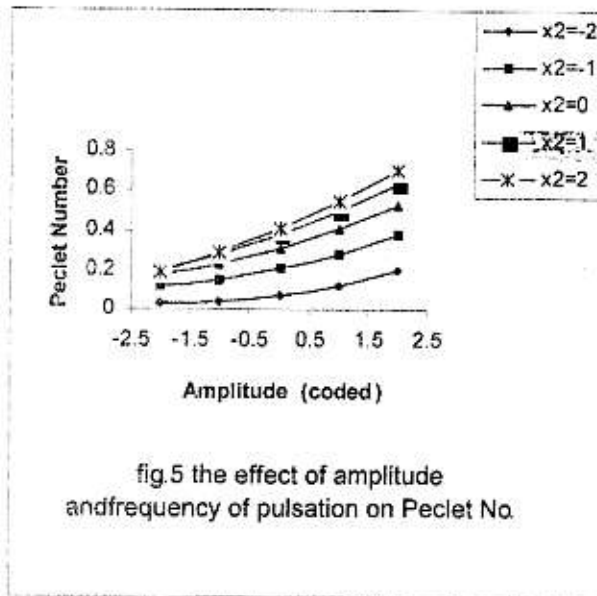 x2=-2
x2=-1
x2=0
x2=1
x2=2
Peclet Number
0.8
0.6
0.4
0.2
0
-2.5 -1.5 -0.5 0.5 1.5 2.5
Amplitude (coded)
fig.5 the effect of amplitude
andfrequency of pulsation on Peclet No.